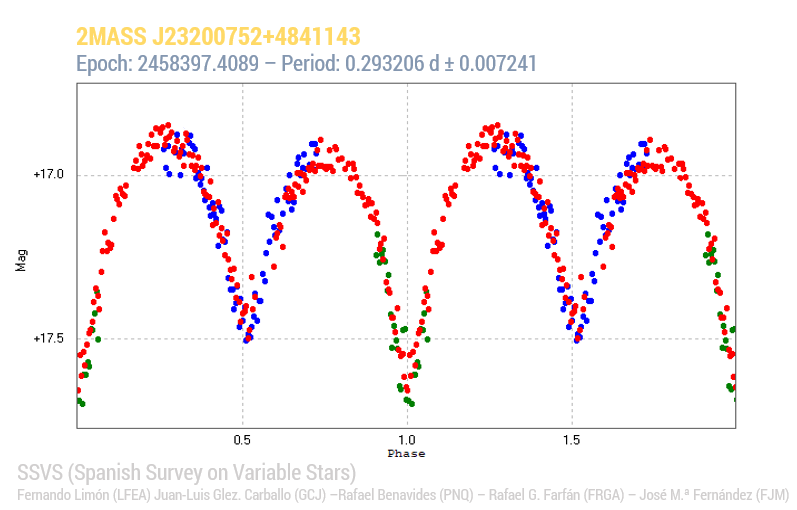 2MASS J23200752+4841143
Epoch: 2458397.4089 – Period: 0.293206 d ± 0.007241
+17.0
Mag
+17.5
0.5 1.0 1.5
Phase
SSVS (Spanish Survey on Variable Stars)
Fernando Limón (LFEA) Juan-Luis Glez. Carballo (GCJ) –Rafael Benavides (PNQ) – Rafael G. Farfán (FRGA) – José M.ª Fernández (FJM)